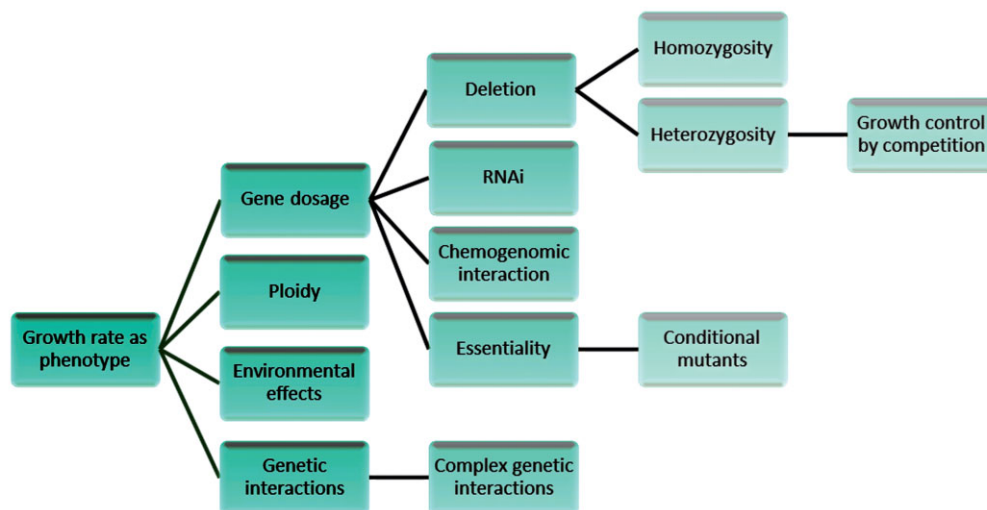 Homozygosity
Deletion
Heterozygosity
Growth control
by competition
Gene dosage
RNAi
Chemogenomic
interaction
Ploidy
Growth rate as
phenotype
Essentiality
Conditional
mutants
Environmental
effects
Genetic
interactions
Complex genetic
interactions